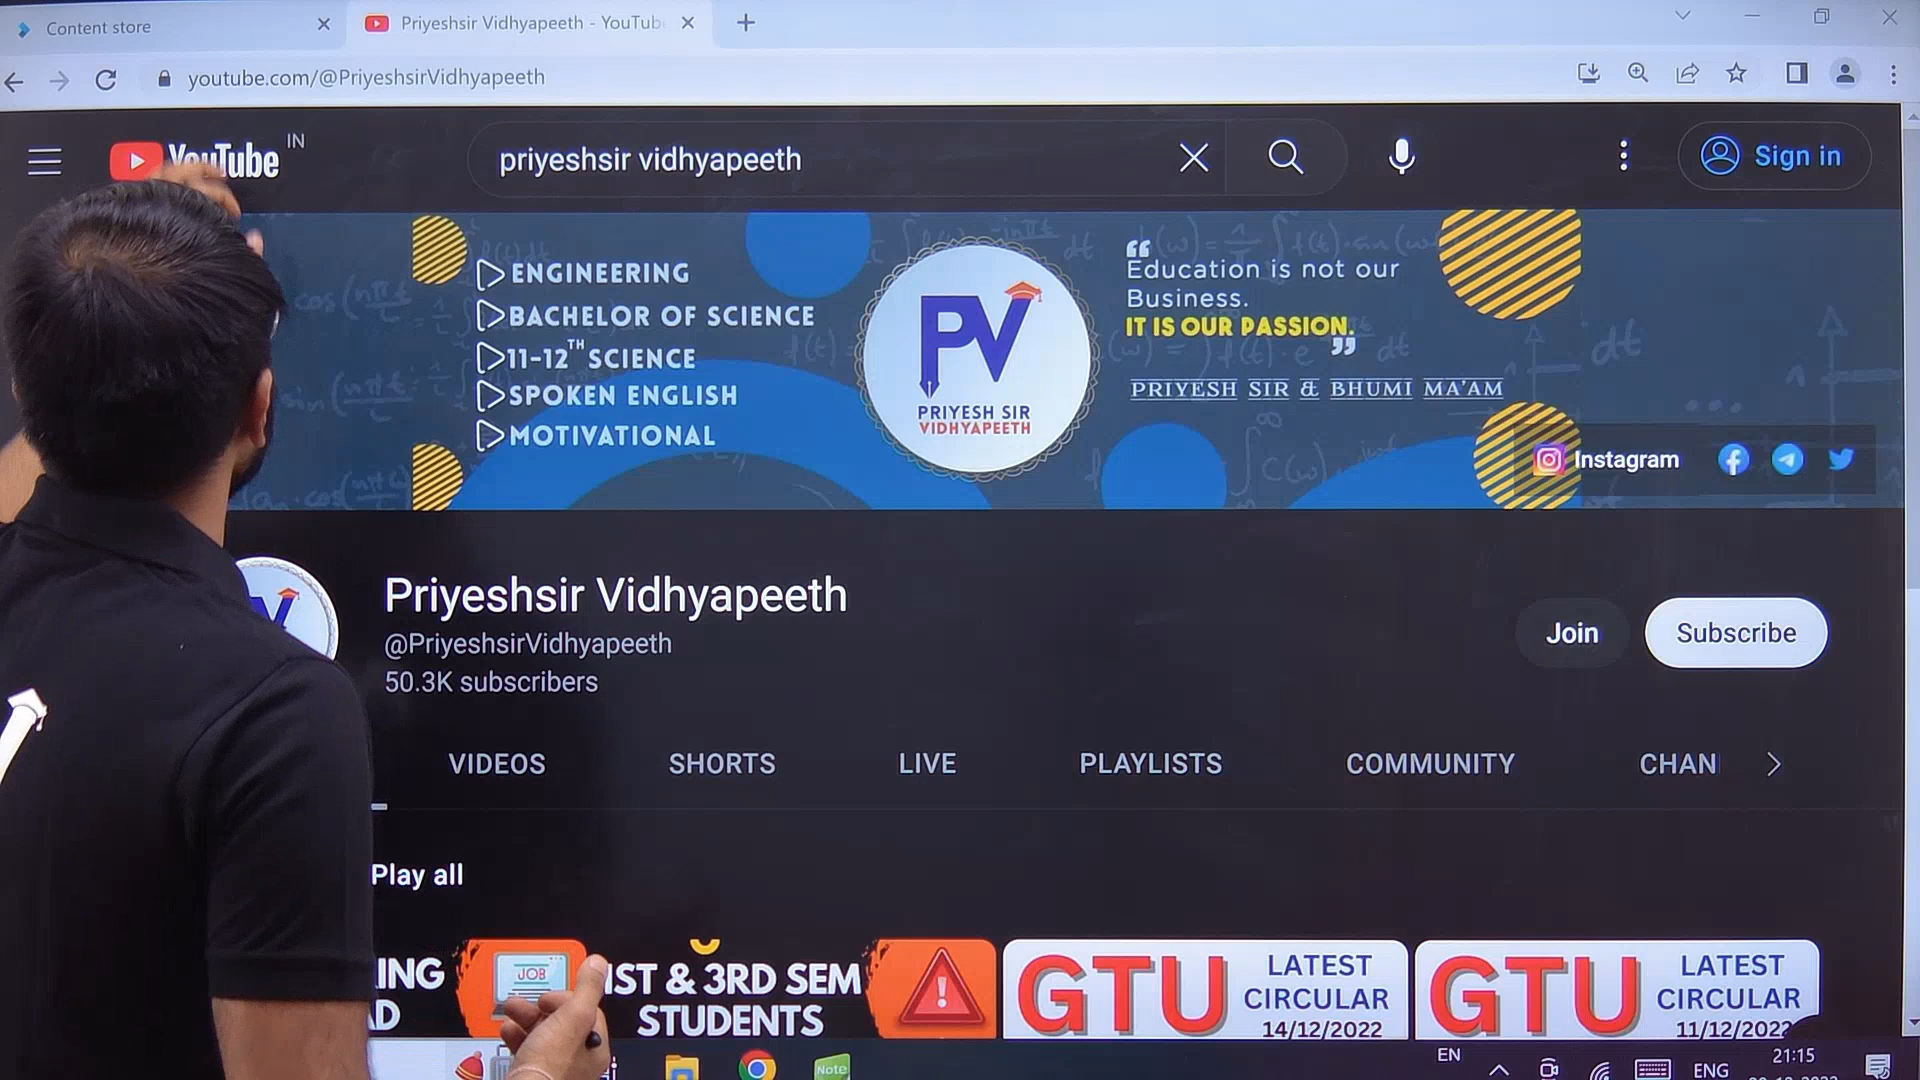 Content store
Priyeshsir Vidhyapeeth - YouTub
youtube.com/@PriyeshsirVidhyapeeth
YouTube IN
priyeshsir vidhyapeeth
Sign in
ENGINEERING
BACHELOR OF SCIENCE
11-12TH SCIENCE
SPOKEN ENGLISH
MOTIVATIONAL
PV
PRIYESH SIR
VIDHYAPEETH
“Education is not our
Business.
IT IS OUR PASSION.”
PRIYESH SIR & BHUMI MA'AM
Instagram
Priyeshsir Vidhyapeeth
@PriyeshsirVidhyapeeth
50.3K subscribers
Join
Subscribe
VIDEOS SHORTS LIVE PLAYLISTS COMMUNITY CHAN
Play all
ING
JOB
1ST & 3RD SEM
STUDENTS
GTU LATEST
CIRCULAR
14/12/2022
GTU LATEST
CIRCULAR
11/12/2022
Note
EN
ENG
21:15